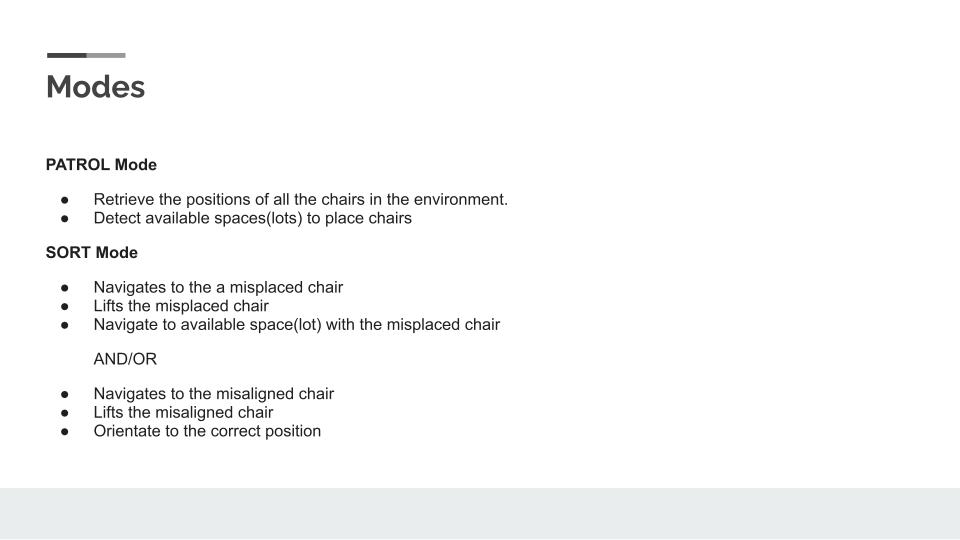 Modes
PATROL Mode
● Retrieve the positions of all the chairs in the environment.
● Detect available spaces(lots) to place chairs
SORT Mode
● Navigates to the a misplaced chair
● Lifts the misplaced chair
● Navigate to available space(lot) with the misplaced chair
AND/OR
● Navigates to the misaligned chair
● Lifts the misaligned chair
● Orientate to the correct position